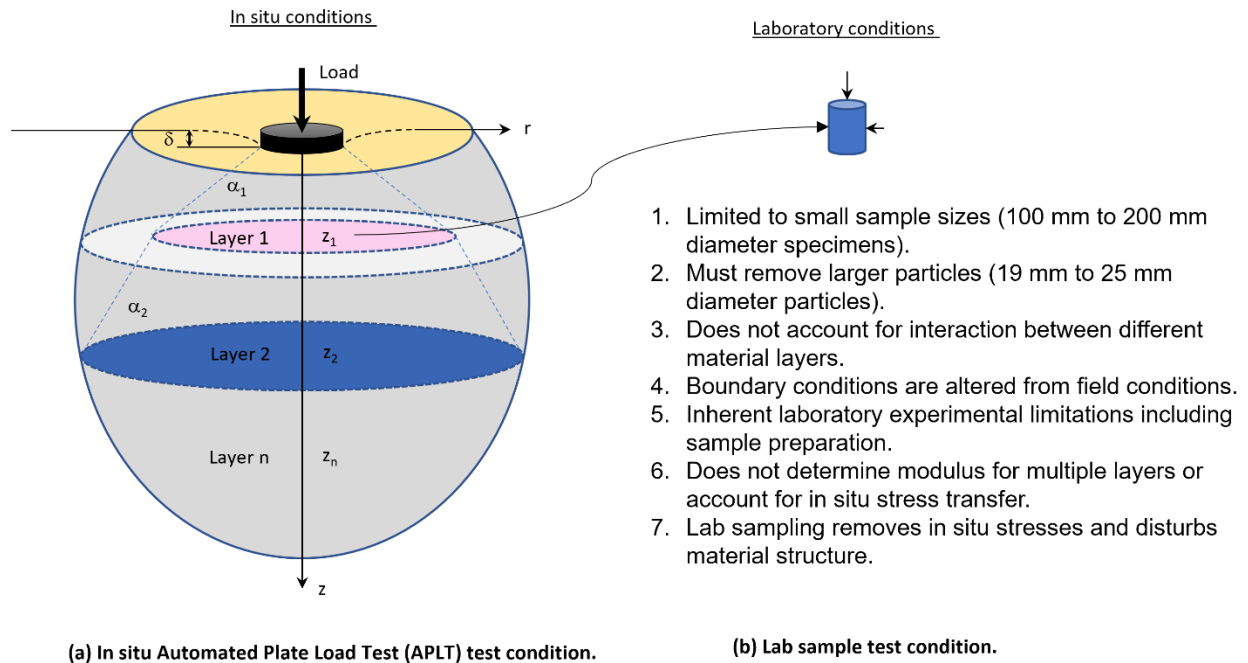 In situ conditions
Load
δ
r
α1
Layer 1
z1
α2
Layer 2
z2
Layer n
zn
z
(a) In situ Automated Plate Load Test (APLT) test condition.
Laboratory conditions
1. Limited to small sample sizes (100 mm to 200 mm
diameter specimens).
2. Must remove larger particles (19 mm to 25 mm
diameter particles).
3. Does not account for interaction between different
material layers.
4. Boundary conditions are altered from field conditions.
5. Inherent laboratory experimental limitations including
sample preparation.
6. Does not determine modulus for multiple layers or
account for in situ stress transfer.
7. Lab sampling removes in situ stresses and disturbs
material structure.
(b) Lab sample test condition.